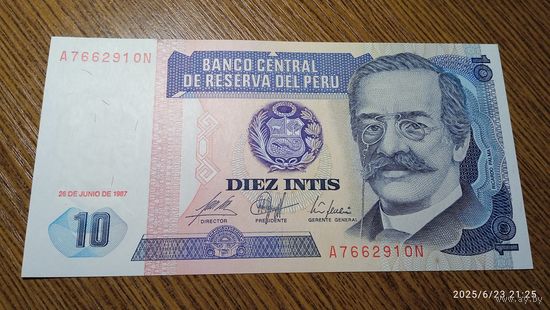 A7662910N
BANCO CENTRAL
DE RESERVA DEL PERU
10
DIEZ INTIS
26 DE JUNIO DE 1987
DIRECTOR
PRESIDENTE
GERENTE GENERAL
10
A7662910N
10
2025/6/23 21:25